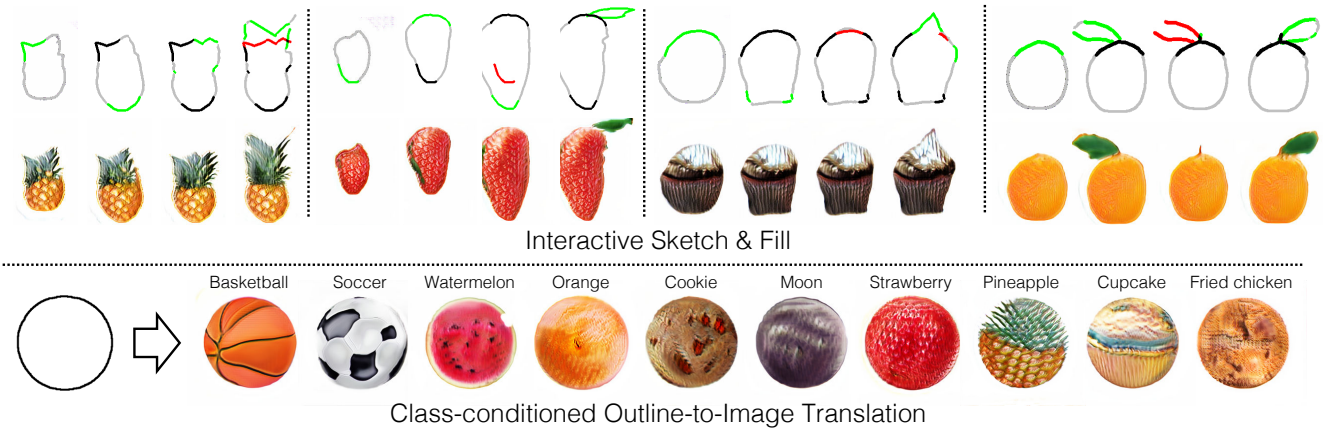 Interactive Sketch & Fill
Basketball Soccer Watermelon Orange Cookie Moon Strawberry Pineapple Cupcake Fried chicken
Class-conditioned Outline-to-Image Translation